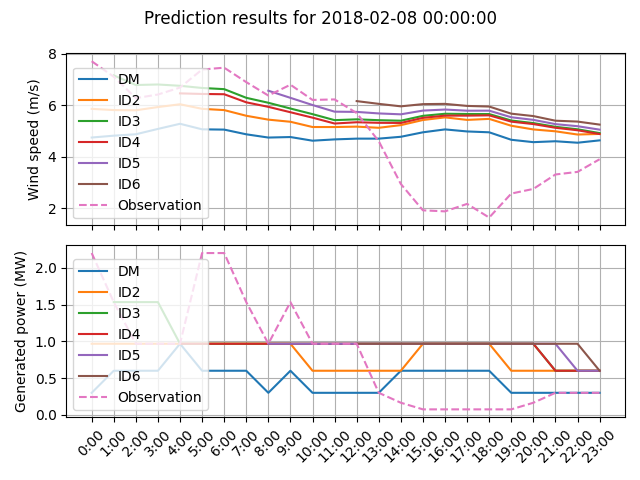 Prediction results for 2018-02-08 00:00:00
Wind speed (m/s)
8
6
4
2
DM
ID2
ID3
ID4
ID5
ID6
Observation
Generated power (MW)
2.0
1.5
1.0
0.5
0.0
DM
ID2
ID3
ID4
ID5
ID6
Observation
0:00
1:00
2:00
3:00
4:00
5:00
6:00
7:00
8:00
9:00
10:00
11:00
12:00
13:00
14:00
15:00
16:00
17:00
18:00
19:00
20:00
21:00
22:00
23:00